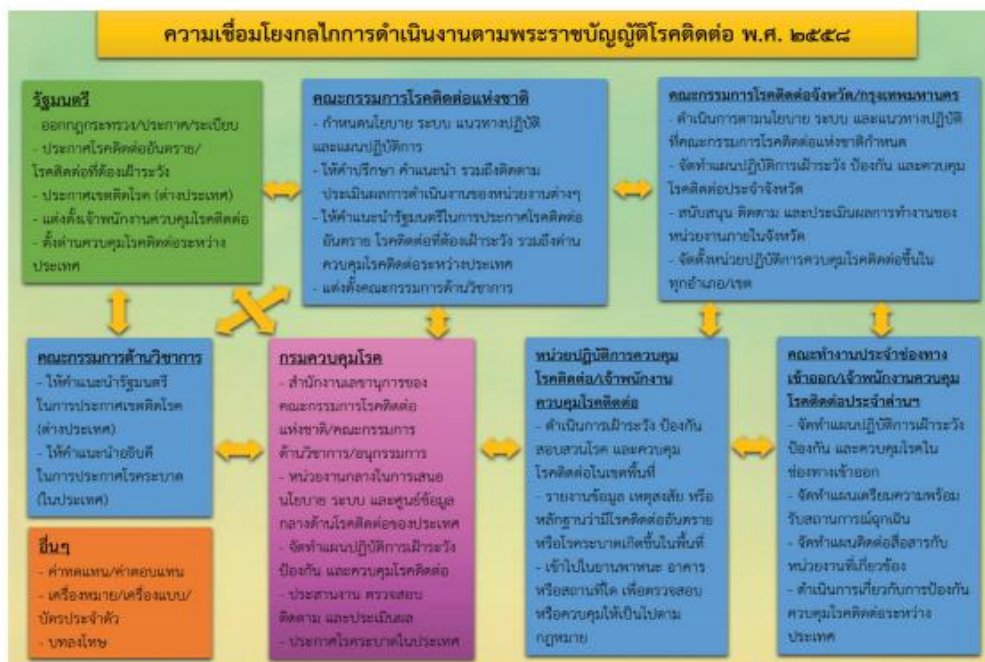 ความเชื่อมโยงกลไกการดำเนินงานตามพระราชบัญญัติโรคติดต่อ พ.ศ. ๒๕๕๘
รัฐมนตรี
- ออกกฎกระทรวง/ประกาศ/ระเบียบ
- ประกาศโรคติดต่ออันตราย/
โรคติดต่อที่ต้องเฝ้าระวัง
- ประกาศเขตติดโรค (ต่างประเทศ)
- แต่งตั้งเจ้าพนักงานควบคุมโรคติดต่อ
- ตั้งด่านควบคุมโรคติดต่อระหว่าง
ประเทศ
คณะกรรมการโรคติดต่อแห่งชาติ
- กำหนดนโยบาย ระบบ แนวทางปฏิบัติ
และแผนปฏิบัติการ
- ให้คำปรึกษา คำแนะนำ รวมถึงติดตาม
ประเมินผลการดำเนินงานของหน่วยงานต่างๆ
- ให้คำแนะนำรัฐมนตรีในการประกาศโรคติดต่อ
อันตราย โรคติดต่อที่ต้องเฝ้าระวัง รวมถึงด่าน
ควบคุมโรคติดต่อระหว่างประเทศ
- แต่งตั้งคณะกรรมการด้านวิชาการ
คณะกรรมการโรคติดต่อจังหวัด/กรุงเทพมหานคร
- ดำเนินการตามนโยบาย ระบบ และแนวทางปฏิบัติ
ที่คณะกรรมการโรคติดต่อแห่งชาติกำหนด
- จัดทำแผนปฏิบัติการเฝ้าระวัง ป้องกัน และควบคุม
โรคติดต่อประจำจังหวัด
- สนับสนุน ติดตาม และประเมินผลการทำงานของ
หน่วยงานภายในจังหวัด
- จัดตั้งหน่วยปฏิบัติการควบคุมโรคติดต่อขึ้นใน
ทุกอำเภอ/เขต
คณะกรรมการด้านวิชาการ
- ให้คำแนะนำรัฐมนตรี
ในการประกาศเขตติดโรค
(ต่างประเทศ)
- ให้คำแนะนำอธิบดี
ในการประกาศโรคระบาด
(ในประเทศ)
อื่นๆ
- ค่าทดแทน/ค่าตอบแทน
- เครื่องหมาย/เครื่องแบบ/
บัตรประจำตัว
- บทลงโทษ
กรมควบคุมโรค
- สำนักงานเลขานุการของ
คณะกรรมการโรคติดต่อ
แห่งชาติ/คณะกรรมการ
ด้านวิชาการ/อนุกรรมการ
- หน่วยงานกลางในการเสนอ
นโยบาย ระบบ และศูนย์ข้อมูล
กลางด้านโรคติดต่อของประเทศ
- จัดทำแผนปฏิบัติการเฝ้าระวัง
ป้องกัน และควบคุมโรคติดต่อ
- ประสานงาน ตรวจสอบ
ติดตาม และประเมินผล
- ประกาศโรคระบาดในประเทศ
หน่วยปฏิบัติการควบคุม
โรคติดต่อ/เจ้าพนักงาน
ควบคุมโรคติดต่อ
- ดำเนินการเฝ้าระวัง ป้องกัน
สอบสวนโรค และควบคุม
โรคติดต่อในเขตพื้นที่
- รายงานข้อมูล เหตุสงสัย หรือ
หลักฐานว่ามีโรคติดต่ออันตราย
หรือโรคระบาดเกิดขึ้นในพื้นที่
- เข้าไปในยานพาหนะ อาคาร
หรือสถานที่ใด เพื่อตรวจสอบ
หรือควบคุมให้เป็นไปตาม
กฎหมาย
คณะทำงานประจำช่องทาง
เข้าออก/เจ้าพนักงานควบคุม
โรคติดต่อประจำด่านฯ
- จัดทำแผนปฏิบัติการเฝ้าระวัง
ป้องกัน และควบคุมโรคใน
ช่องทางเข้าออก
- จัดทำแผนเตรียมความพร้อม
รับสถานการณ์ฉุกเฉิน
- จัดทำแผนติดต่อสื่อสารกับ
หน่วยงานที่เกี่ยวข้อง
- ดำเนินการเกี่ยวกับการป้องกัน
ควบคุมโรคติดต่อระหว่าง
ประเทศ